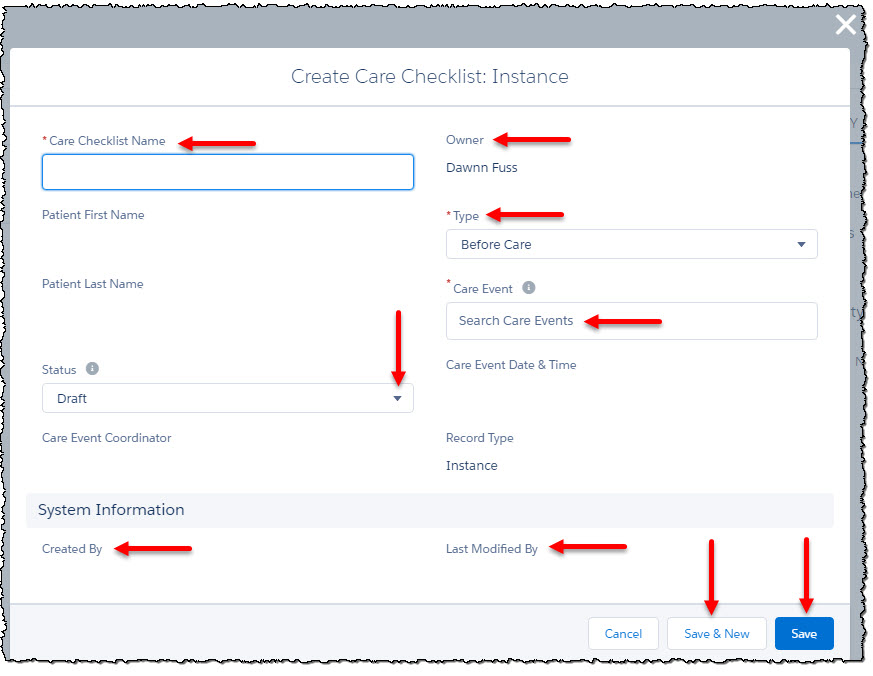 Create Care Checklist: Instance
* Care Checklist Name
Owner
Dawnn Fuss
Patient First Name
* Type
Before Care
Patient Last Name
* Care Event
Search Care Events
Status
Draft
Care Event Date & Time
Care Event Coordinator
Record Type
Instance
System Information
Created By
Last Modified By
Cancel
Save & New
Save